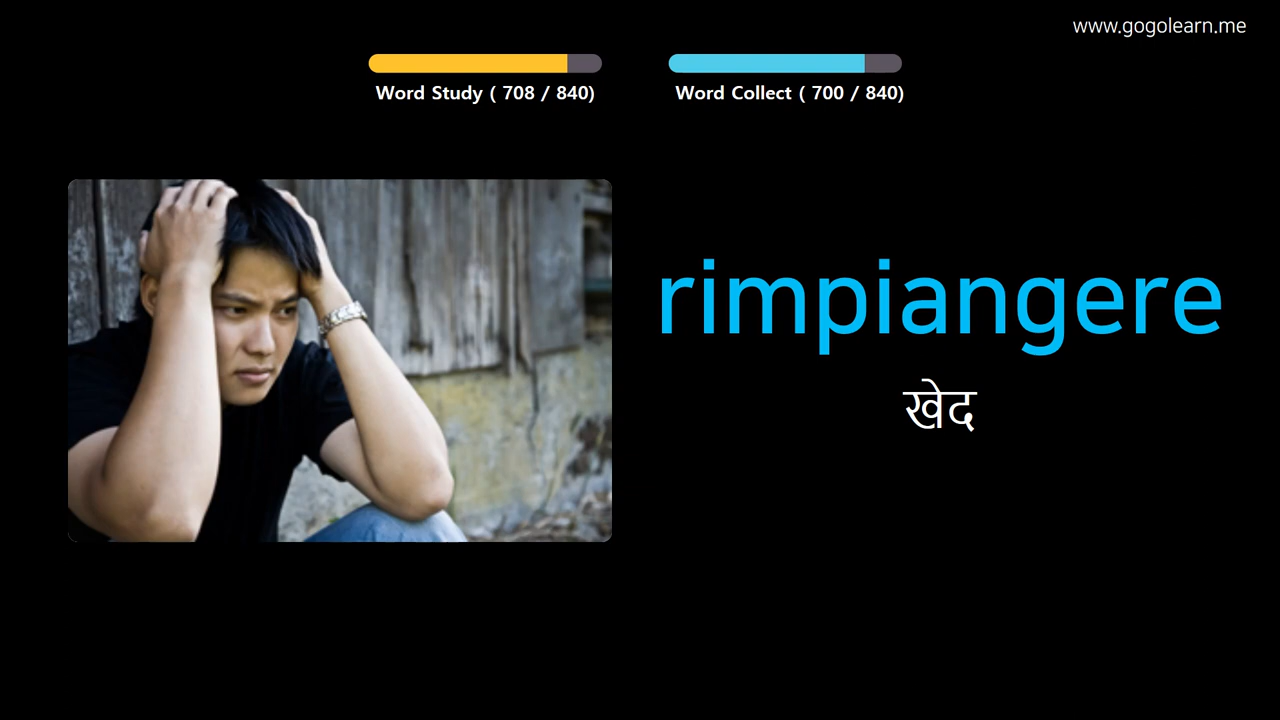 www.gogolearn.me
Word Study ( 708 / 840)
Word Collect ( 700 / 840)
rimpiangere
खेद